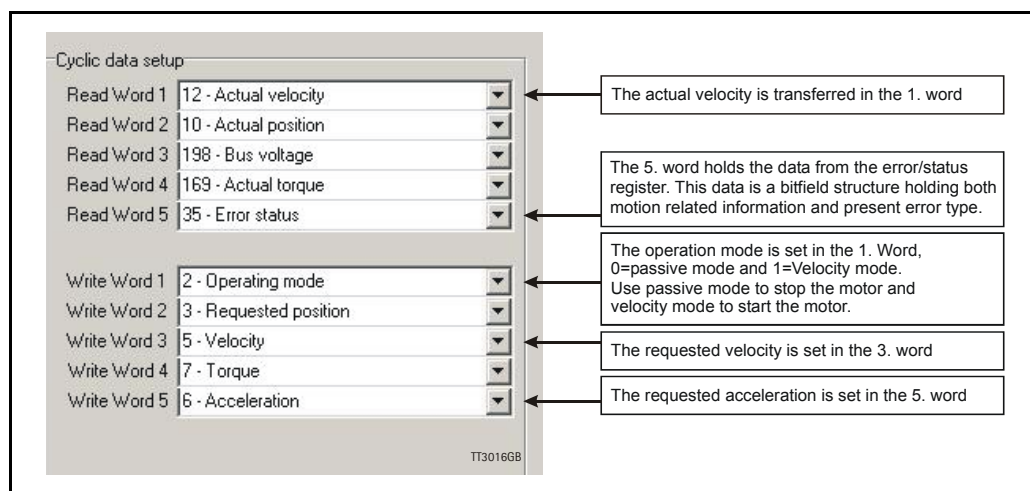 Cyclic data setup
Read Word 1 12 - Actual velocity
The actual velocity is transferred in the 1. word
Read Word 2 10 - Actual position
Read Word 3 198 - Bus voltage
Read Word 4 169 - Actual torque
Read Word 5 35 - Error status
The 5. word holds the data from the error/status
register. This data is a bitfield structure holding both
motion related information and present error type.
Write Word 1 2 - Operating mode
The operation mode is set in the 1. Word,
0=passive mode and 1=Velocity mode.
Use passive mode to stop the motor and
velocity mode to start the motor.
Write Word 2 3 - Requested position
Write Word 3 5 - Velocity
The requested velocity is set in the 3. word
Write Word 4 7 - Torque
Write Word 5 6 - Acceleration
The requested acceleration is set in the 5. word
TT3016GB